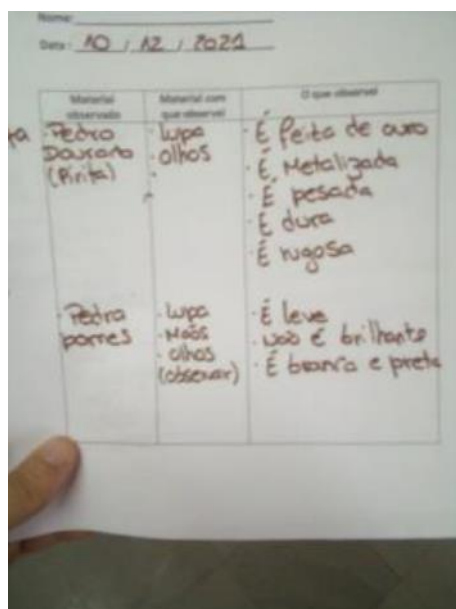 Nome:
Data: 10 / 12 / 2021
Material observado
Material com que observei
O que observei
Pedra
Dourada
(Pirita)
· lupa
· olhos
·
· É feita de ouro
· É Metalizada
· É pesada
· É dura
· É rugosa
· Pedra
pomes
· lupa
· Mãos
· olhos
(observar)
· É leve
· não é brilhante
· É branca e preta